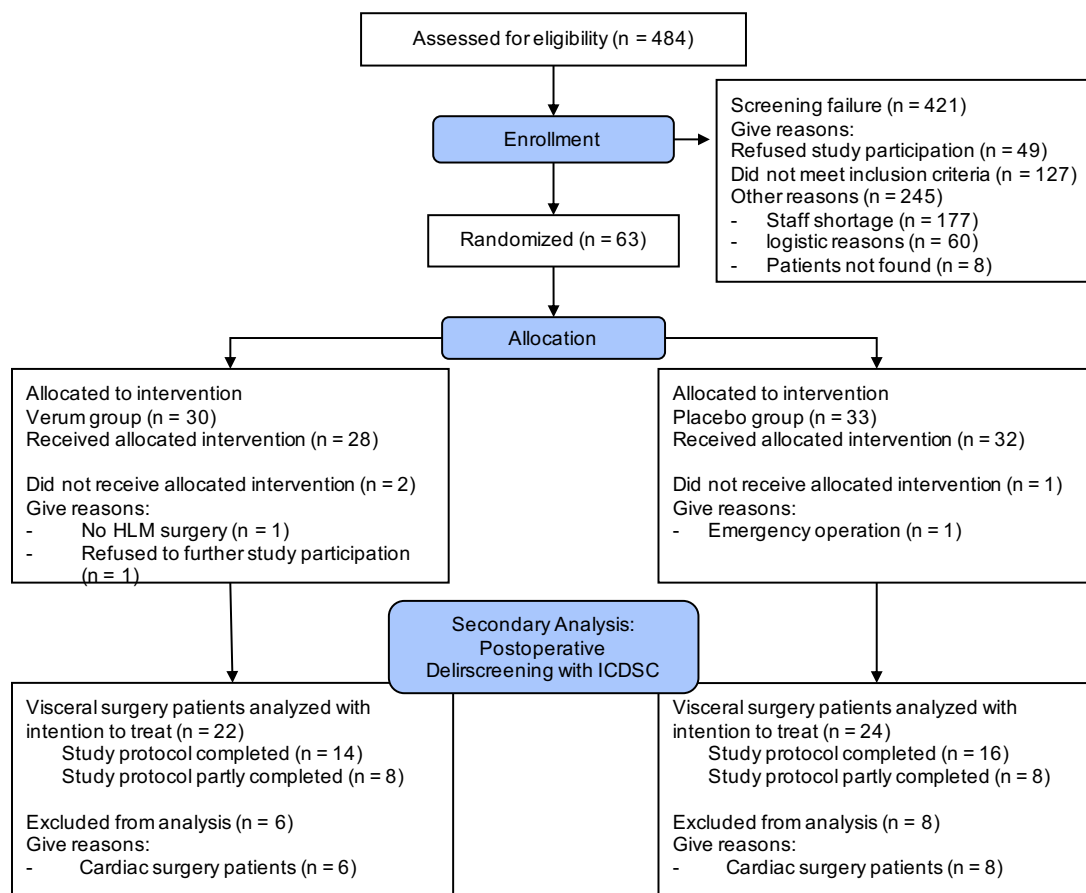 Assessed for eligibility (n = 484)
Enrollment
Screening failure (n = 421)
Give reasons:
Refused study participation (n = 49)
Did not meet inclusion criteria (n = 127)
Other reasons (n = 245)
- Staff shortage (n = 177)
- logistic reasons (n = 60)
- Patients not found (n = 8)
Randomized (n = 63)
Allocation
Allocated to intervention
Verum group (n = 30)
Received allocated intervention (n = 28)
Did not receive allocated intervention (n = 2)
Give reasons:
- No HLM surgery (n = 1)
- Refused to further study participation
(n = 1)
Allocated to intervention
Placebo group (n = 33)
Received allocated intervention (n = 32)
Did not receive allocated intervention (n = 1)
Give reasons:
- Emergency operation (n = 1)
Secondary Analysis:
Postoperative
Delirscreening with ICDSC
Visceral surgery patients analyzed with
intention to treat (n = 22)
Study protocol completed (n = 14)
Study protocol partly completed (n = 8)
Excluded from analysis (n = 6)
Give reasons:
- Cardiac surgery patients (n = 6)
Visceral surgery patients analyzed with
intention to treat (n = 24)
Study protocol completed (n = 16)
Study protocol partly completed (n = 8)
Excluded from analysis (n = 8)
Give reasons:
- Cardiac surgery patients (n = 8)